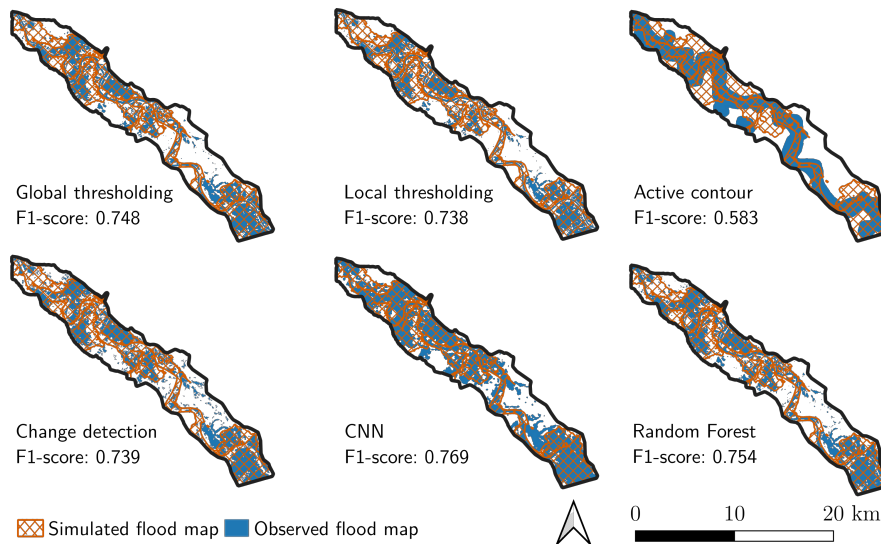 Global thresholding
F1-score: 0.748
Local thresholding
F1-score: 0.738
Active contour
F1-score: 0.583
Change detection
F1-score: 0.739
CNN
F1-score: 0.769
Random Forest
F1-score: 0.754
Simulated flood map Observed flood map
0 10 20 km